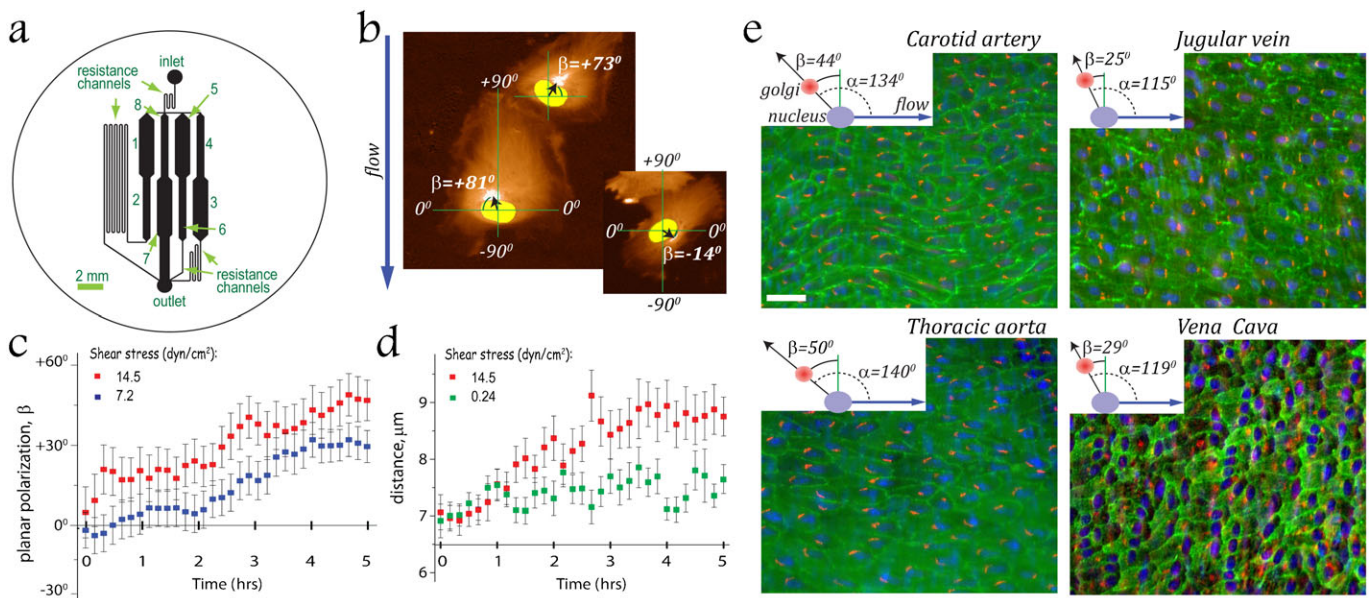 a
inlet
resistance
channels
8
5
1
4
2
3
6
7
2 mm
resistance
channels
outlet
b
flow
β=+73⁰
+90⁰
β=+81⁰
0⁰
0⁰
-90⁰
+90⁰
0⁰
0⁰
β=-14⁰
-90⁰
c
Shear stress (dyn/cm²):
14.5
7.2
planar polarization, β
+60⁰
+30⁰
0⁰
-30⁰
0 1 2 3 4 5
Time (hrs)
d
Shear stress (dyn/cm²):
14.5
0.24
distance, µm
9
8
7
6
0 1 2 3 4 5
Time (hrs)
e
Carotid artery
β=44⁰
α=134⁰
golgi
flow
nucleus
Jugular vein
β=25⁰
α=115⁰
Thoracic aorta
β=50⁰
α=140⁰
Vena Cava
β=29⁰
α=119⁰